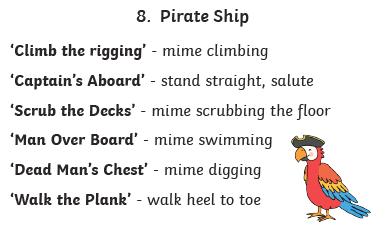 8. Pirate Ship
‘Climb the rigging’ - mime climbing
‘Captain’s Aboard’ - stand straight, salute
‘Scrub the Decks’ - mime scrubbing the floor
‘Man Over Board’ - mime swimming
‘Dead Man’s Chest’ - mime digging
‘Walk the Plank’ - walk heel to toe